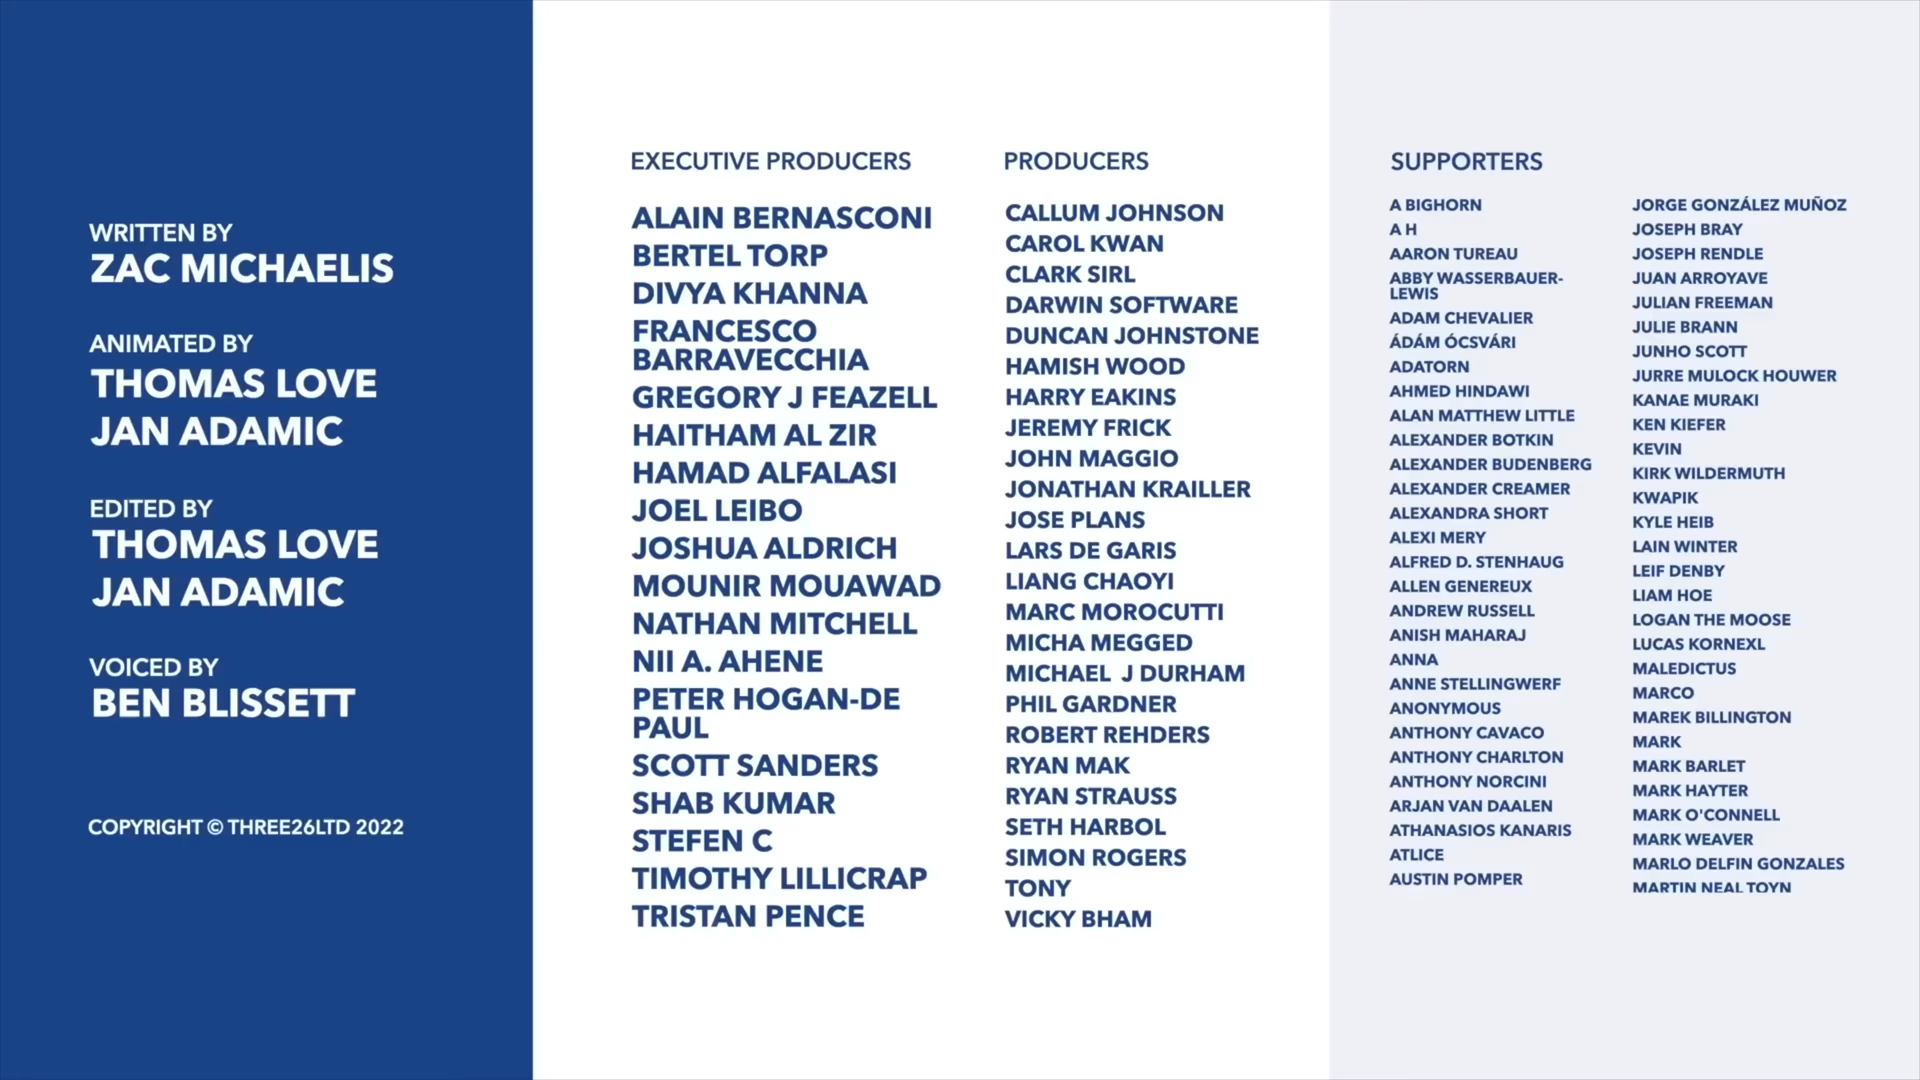 WRITTEN BY
ZAC MICHAELIS
ANIMATED BY
THOMAS LOVE
JAN ADAMIC
EDITED BY
THOMAS LOVE
JAN ADAMIC
VOICED BY
BEN BLISSETT
COPYRIGHT © THREE26LTD 2022
EXECUTIVE PRODUCERS
ALAIN BERNASCONI
BERTEL TORP
DIVYA KHANNA
FRANCESCO
BARRAVECCHIA
GREGORY J FEAZELL
HAITHAM AL ZIR
HAMAD ALFALASI
JOEL LEIBO
JOSHUA ALDRICH
MOUNIR MOUAWAD
NATHAN MITCHELL
NII A. AHENE
PETER HOGAN-DE
PAUL
SCOTT SANDERS
SHAB KUMAR
STEFEN C
TIMOTHY LILLICRAP
TRISTAN PENCE
PRODUCERS
CALLUM JOHNSON
CAROL KWAN
CLARK SIRL
DARWIN SOFTWARE
DUNCAN JOHNSTONE
HAMISH WOOD
HARRY EAKINS
JEREMY FRICK
JOHN MAGGIO
JONATHAN KRAILLER
JOSE PLANS
LARS DE GARIS
LIANG CHAOYI
MARC MOROCUTTI
MICHA MEGGED
MICHAEL J DURHAM
PHIL GARDNER
ROBERT REHDERS
RYAN MAK
RYAN STRAUSS
SETH HARBOL
SIMON ROGERS
TONY
VICKY BHAM
SUPPORTERS
A BIGHORN
A H
AARON TUREAU
ABBY WASSERBAUER-
LEWIS
ADAM CHEVALIER
ÁDÁM ÓCSVÁRI
ADATORN
AHMED HINDAWI
ALAN MATTHEW LITTLE
ALEXANDER BOTKIN
ALEXANDER BUDENBERG
ALEXANDER CREAMER
ALEXANDRA SHORT
ALEXI MERY
ALFRED D. STENHAUG
ALLEN GENEREUX
ANDREW RUSSELL
ANISH MAHARAJ
ANNA
ANNE STELLINGWERF
ANONYMOUS
ANTHONY CAVACO
ANTHONY CHARLTON
ANTHONY NORCINI
ARJAN VAN DAALEN
ATHANASIOS KANARIS
ATLICE
AUSTIN POMPER
JORGE GONZÁLEZ MUÑOZ
JOSEPH BRAY
JOSEPH RENDLE
JUAN ARROYAVE
JULIAN FREEMAN
JULIE BRANN
JUNHO SCOTT
JURRE MULOCK HOUWER
KANAE MURAKI
KEN KIEFER
KEVIN
KIRK WILDERMUTH
KWAPIK
KYLE HEIB
LAIN WINTER
LEIF DENBY
LIAM HOE
LOGAN THE MOOSE
LUCAS KORNEXL
MALEDICTUS
MARCO
MAREK BILLINGTON
MARK
MARK BARLET
MARK HAYTER
MARK O'CONNELL
MARK WEAVER
MARLO DELFIN GONZALES
MARTIN NEAL TOYN